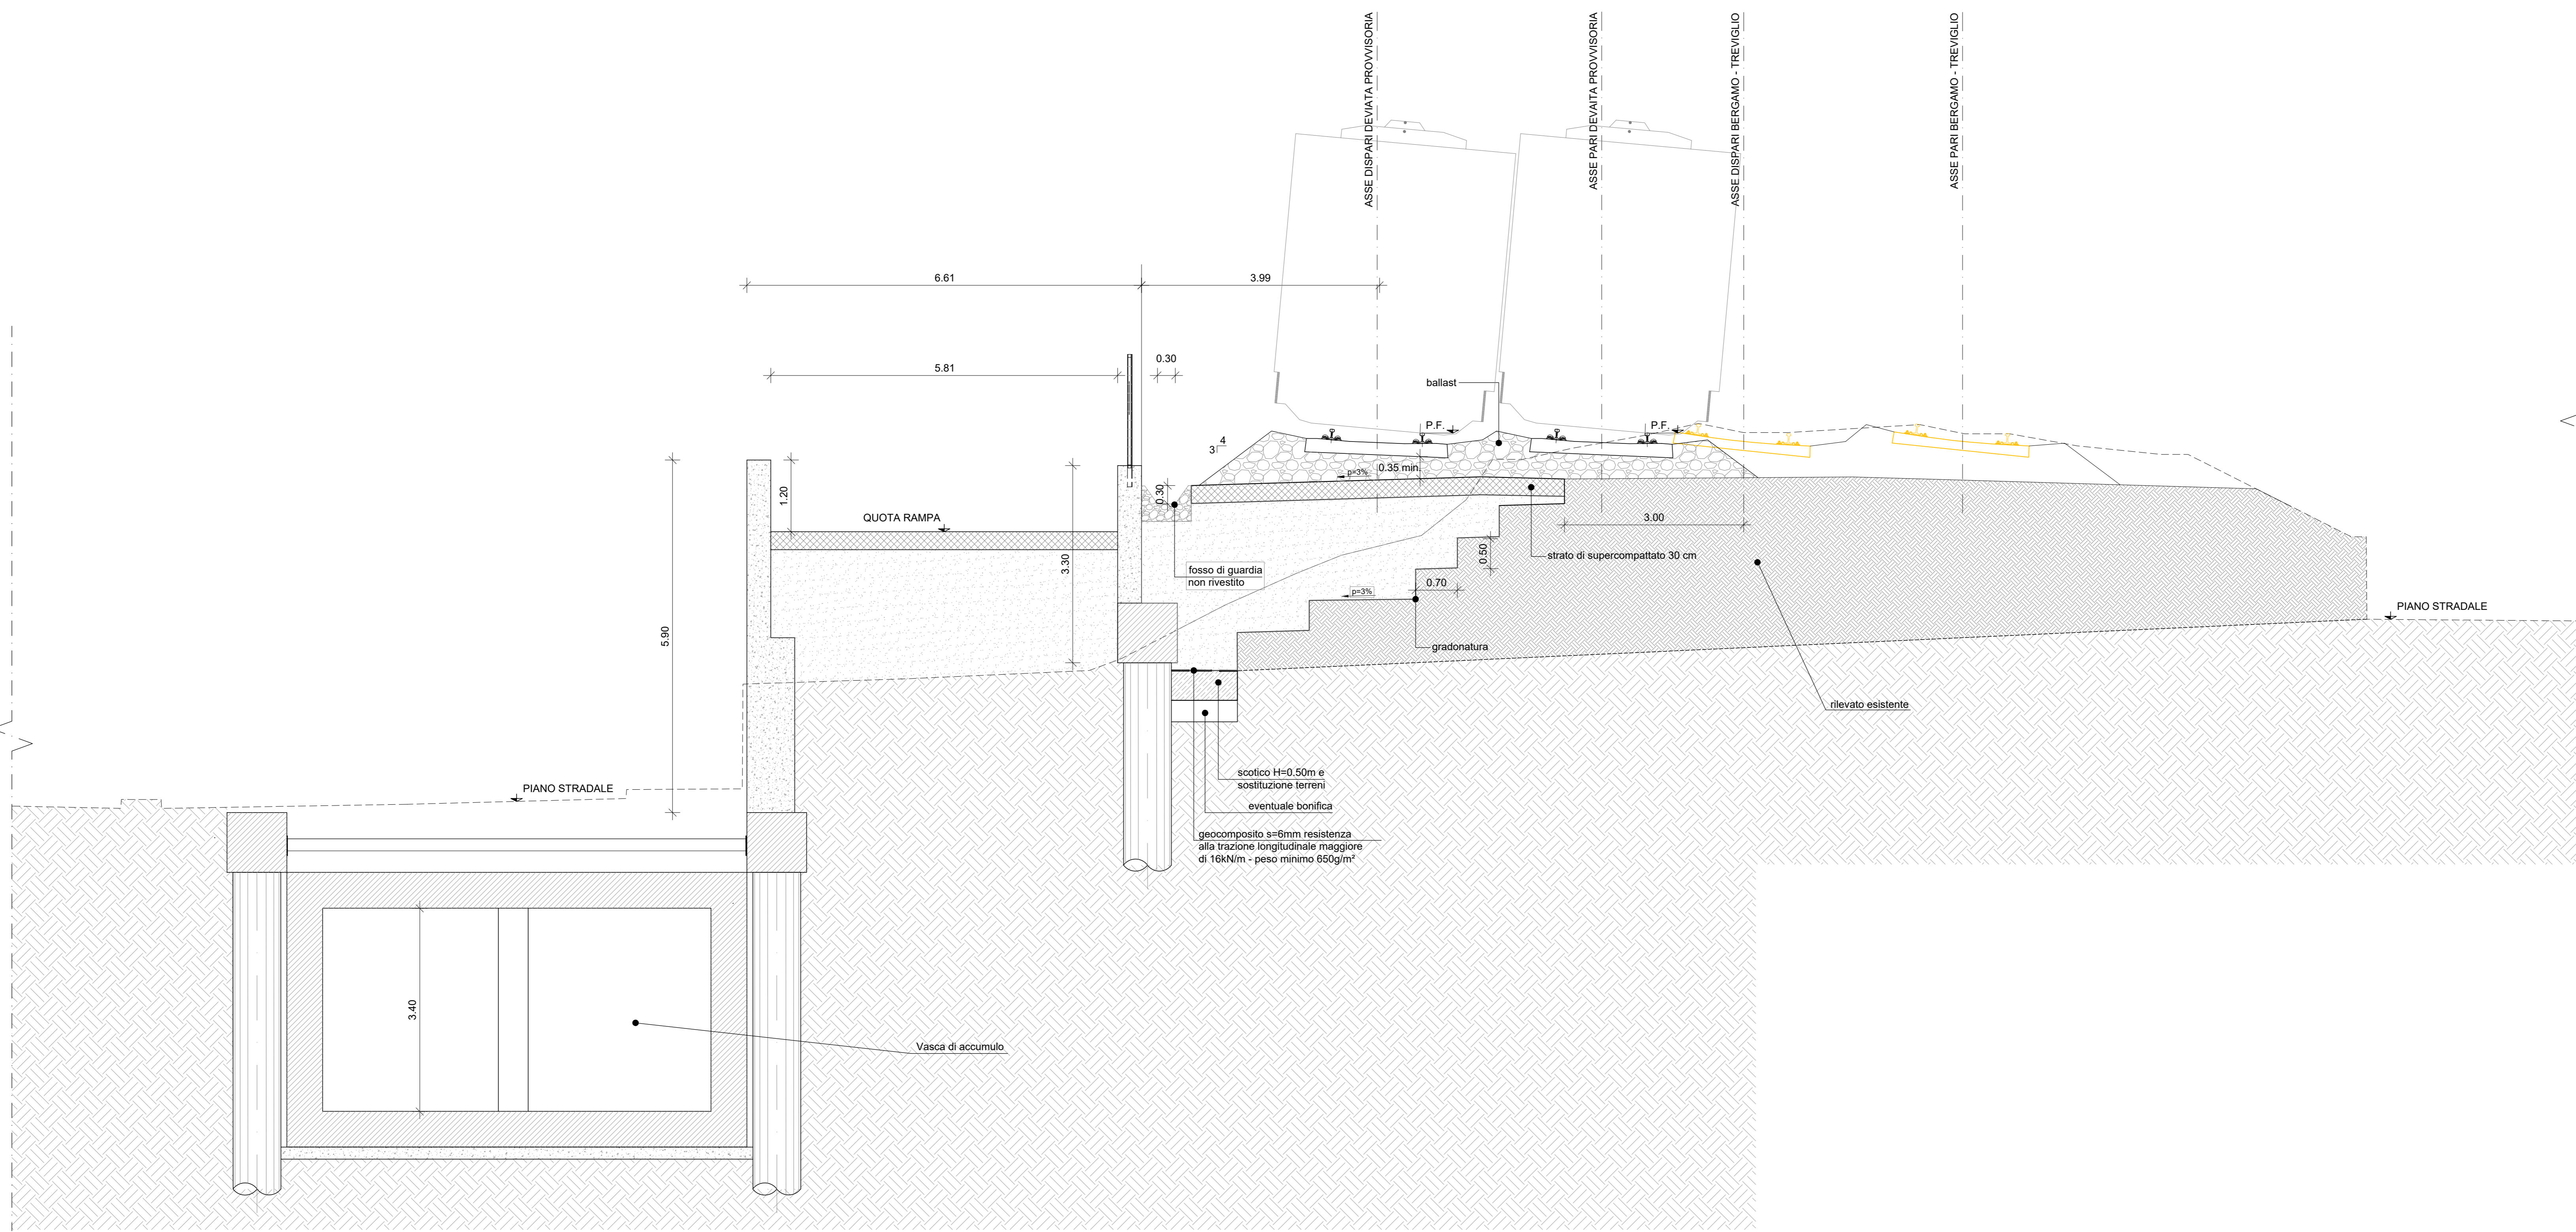 ASSE DISPARI DEVIATA PROVVISORIA
ASSE PARI DEVAITA PROVVISORIA
ASSE DISPARI BERGAMO - TREVIGLIO
ASSE PARI BERGAMO - TREVIGLIO
6.61
3.99
5.81
0.30
ballast
P.F.
P.F.
4
3
0.35 min.
p=3%
1.20
0.30
QUOTA RAMPA
3.00
strato di supercompattato 30 cm
3.30
0.50
fosso di guardia
non rivestito
0.70
p=3%
PIANO STRADALE
5.90
gradonatura
rilevato esistente
scotico H=0.50m e
sostituzione terreni
PIANO STRADALE
eventuale bonifica
geocomposito s=6mm resistenza
alla trazione longitudinale maggiore
di 16kN/m - peso minimo 650g/m²
3.40
Vasca di accumulo